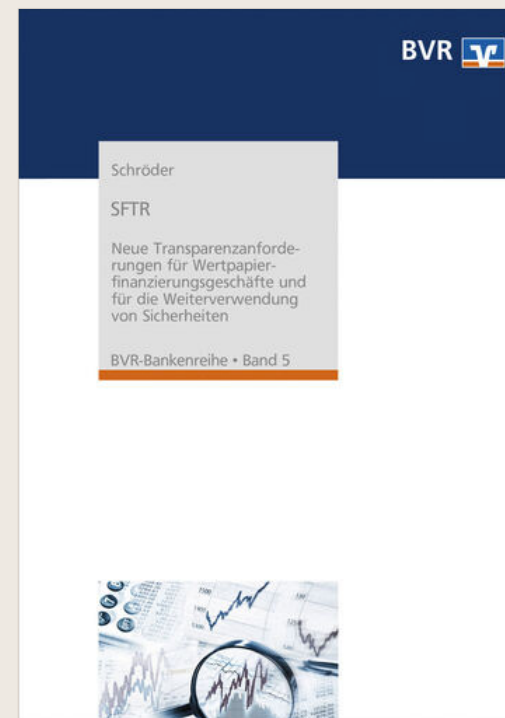 BVR
Schröder
SFTR
Neue Transparenzanforde-
rungen für Wertpapier-
finanzierungsgeschäfte und
für die Weiterverwendung
von Sicherheiten
BVR-Bankenreihe • Band 5